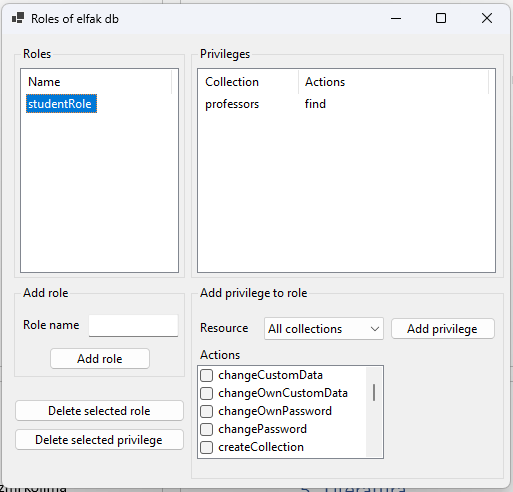 Roles of elfak db
Roles
Name
studentRole
Privileges
Collection Actions
professors find
Add role
Role name
Add role
Delete selected role
Delete selected privilege
Add privilege to role
Resource All collections Add privilege
Actions
changeCustomData
changeOwnCustomData
changeOwnPassword
changePassword
createCollection